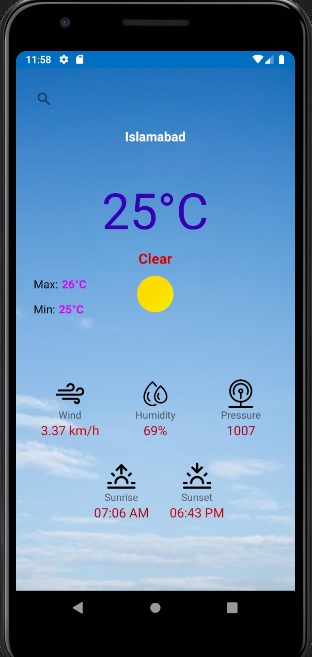 11:58
Islamabad
25°C
Clear
Max: 26°C
Min: 25°C
Wind Humidity Pressure
3.37 km/h 69% 1007
Sunrise Sunset
07:06 AM 06:43 PM